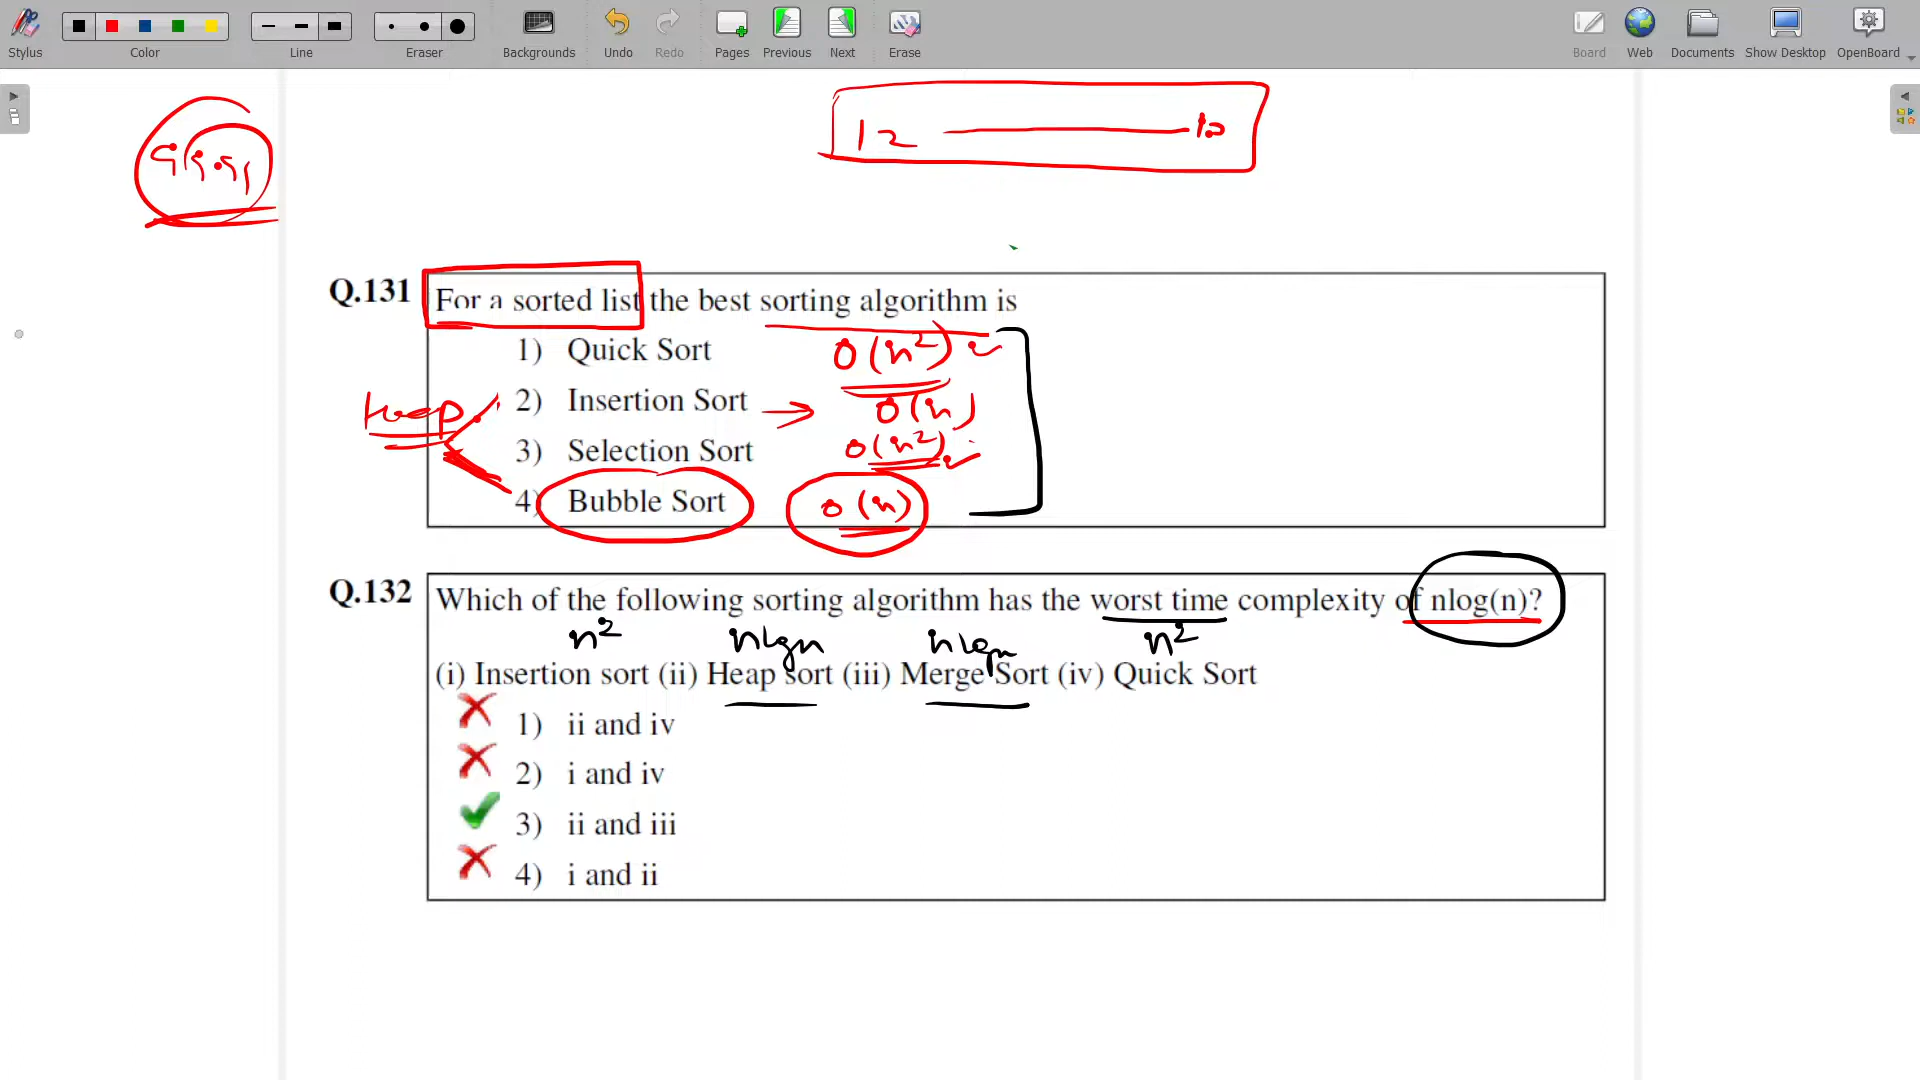 Stylus
Color
Line
Eraser
Backgrounds
Undo
Redo
Pages
Previous
Next
Erase
Board
Web
Documents
Show Desktop
OpenBoard
12
Q.131 For a sorted list the best sorting algorithm is
1) Quick Sort O(n²)
Heap 2) Insertion Sort → O(n)
3) Selection Sort O(n²)
4) Bubble Sort O(n)
Q.132 Which of the following sorting algorithm has the worst time complexity of nlog(n)?
n² nlgn nlgn n²
(i) Insertion sort (ii) Heap sort (iii) Merge Sort (iv) Quick Sort
1) ii and iv
2) i and iv
3) ii and iii
4) i and ii